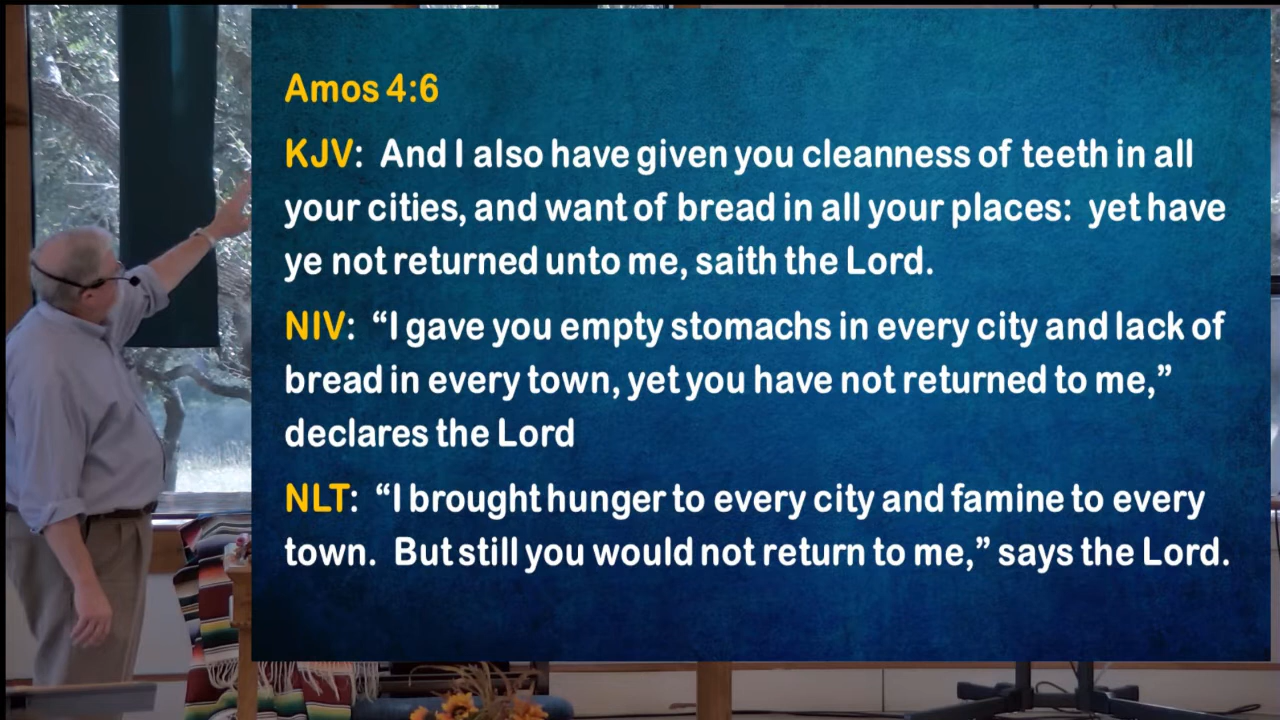 Amos 4:6
KJV: And I also have given you cleanness of teeth in all
your cities, and want of bread in all your places: yet have
ye not returned unto me, saith the Lord.
NIV: “I gave you empty stomachs in every city and lack of
bread in every town, yet you have not returned to me,”
declares the Lord
NLT: “I brought hunger to every city and famine to every
town. But still you would not return to me,” says the Lord.